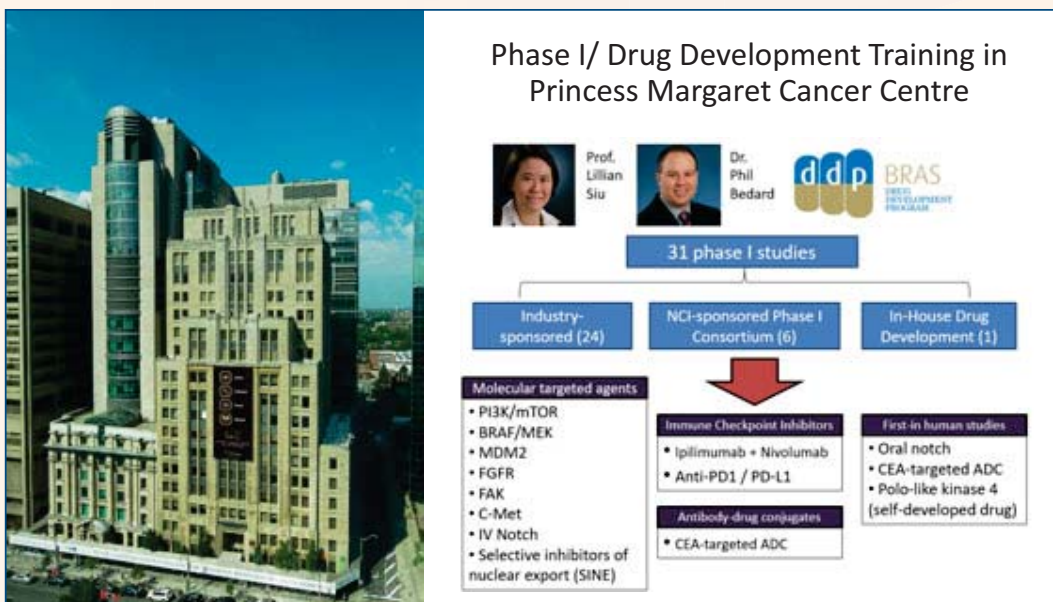 Phase I/ Drug Development Training in
Princess Margaret Cancer Centre
Prof.
Lillian
Siu
Dr.
Phil
Bedard
ddp
BRAS
DRUG
DEVELOPMENT
PROGRAM
31 phase I studies
Industry-
sponsored (24)
NCI-sponsored Phase I
Consortium (6)
In-House Drug
Development (1)
Molecular targeted agents
• PI3K/mTOR
• BRAF/MEK
• MDM2
• FGFR
• FAK
• C-Met
• IV Notch
• Selective inhibitors of
nuclear export (SINE)
Immune Checkpoint Inhibitors
• Ipilimumab + Nivolumab
• Anti-PD1 / PD-L1
Antibody-drug conjugates
• CEA-targeted ADC
First-in human studies
• Oral notch
• CEA-targeted ADC
• Polo-like kinase 4
(self-developed drug)